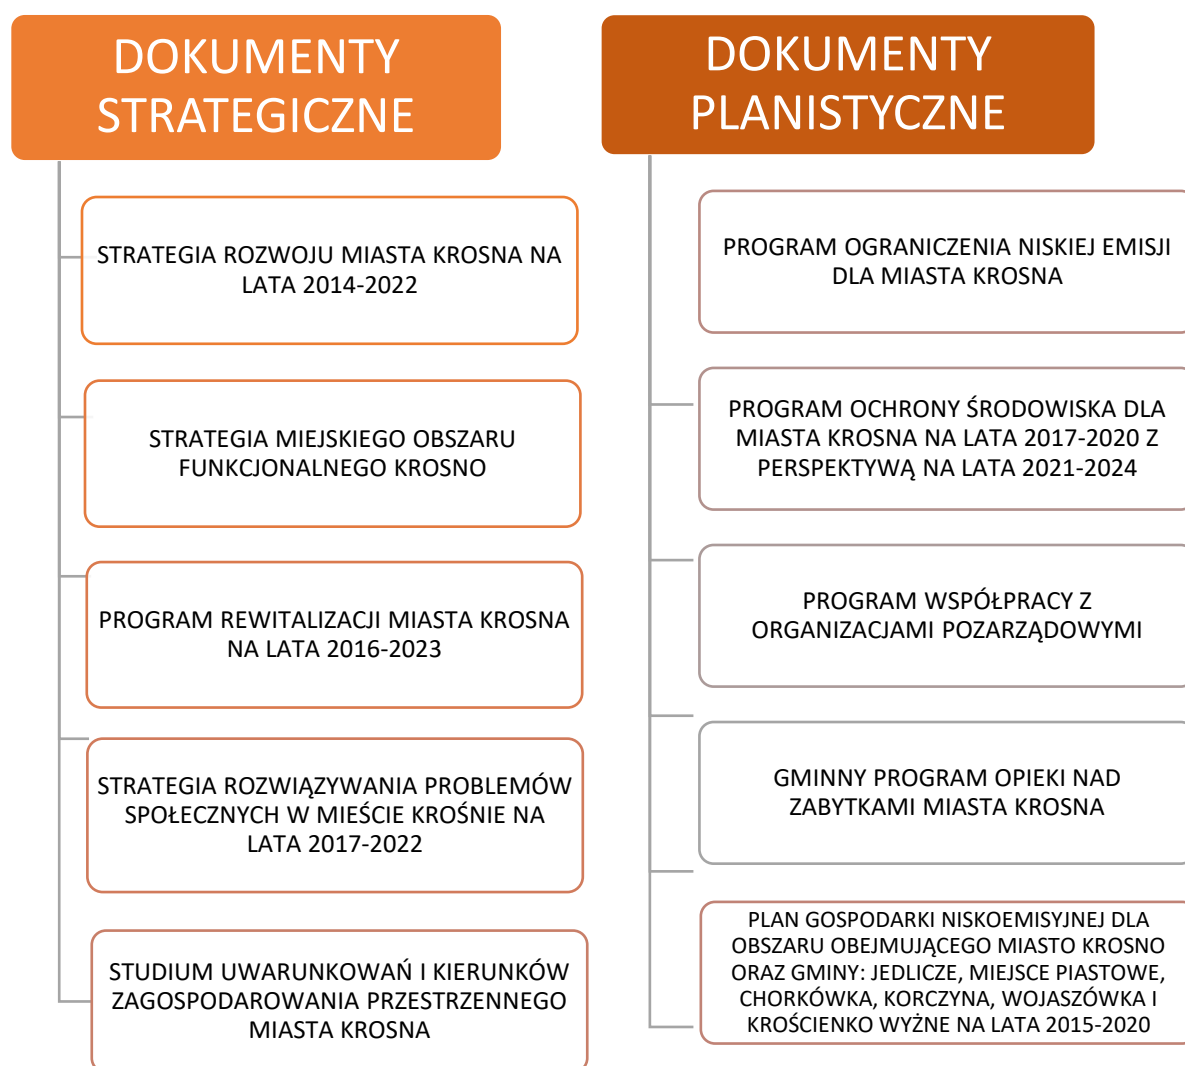 DOKUMENTY
STRATEGICZNE
STRATEGIA ROZWOJU MIASTA KROSNA NA
LATA 2014-2022
STRATEGIA MIEJSKIEGO OBSZARU
FUNKCJONALNEGO KROSNO
PROGRAM REWITALIZACJI MIASTA KROSNA
NA LATA 2016-2023
STRATEGIA ROZWIĄZYWANIA PROBLEMÓW
SPOŁECZNYCH W MIEŚCIE KROŚNIE NA
LATA 2017-2022
STUDIUM UWARUNKOWAŃ I KIERUNKÓW
ZAGOSPODAROWANIA PRZESTRZENNEGO
MIASTA KROSNA
DOKUMENTY
PLANISTYCZNE
PROGRAM OGRANICZENIA NISKIEJ EMISJI
DLA MIASTA KROSNA
PROGRAM OCHRONY ŚRODOWISKA DLA
MIASTA KROSNA NA LATA 2017-2020 Z
PERSPEKTYWĄ NA LATA 2021-2024
PROGRAM WSPÓŁPRACY Z
ORGANIZACJAMI POZARZĄDOWYMI
GMINNY PROGRAM OPIEKI NAD
ZABYTKAMI MIASTA KROSNA
PLAN GOSPODARKI NISKOEMISYJNEJ DLA
OBSZARU OBEJMUJĄCEGO MIASTO KROSNO
ORAZ GMINY: JEDLICZE, MIEJSCE PIASTOWE,
CHORKÓWKA, KORCZYNA, WOJASZÓWKA I
KROŚCIENKO WYŻNE NA LATA 2015-2020